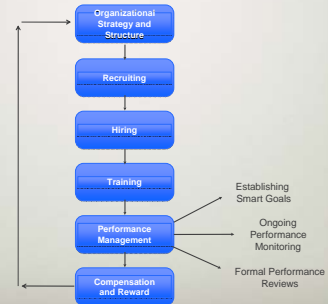 Organizational
Strategy and
Structure
Recruiting
Hiring
Training
Performance
Management
Compensation
and Reward
Establishing
Smart Goals
Ongoing
Performance
Monitoring
Formal Performance
Reviews